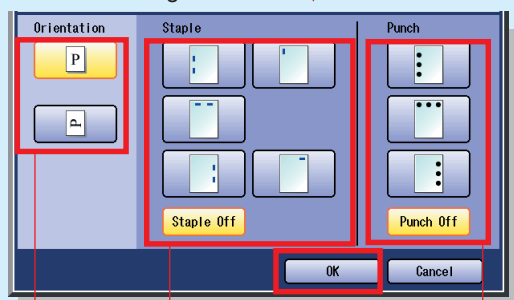 Orientation Staple Punch
P
P
Staple Off Punch Off
OK Cancel